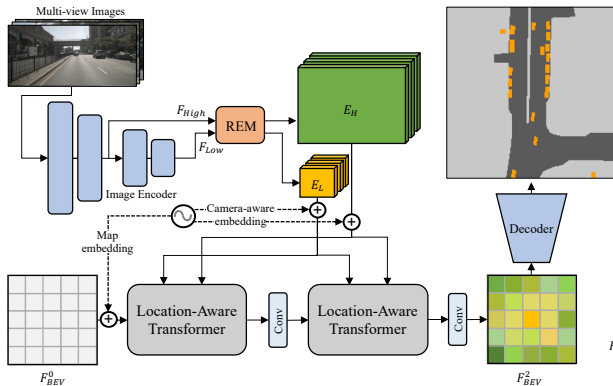 Multi-view Images
F_High
REM
E_H
F_Low
Image Encoder
E_L
Camera-aware
embedding
Map
embedding
Decoder
Location-Aware
Transformer
Conv
Location-Aware
Transformer
Conv
F^0_BEV
F^2_BEV